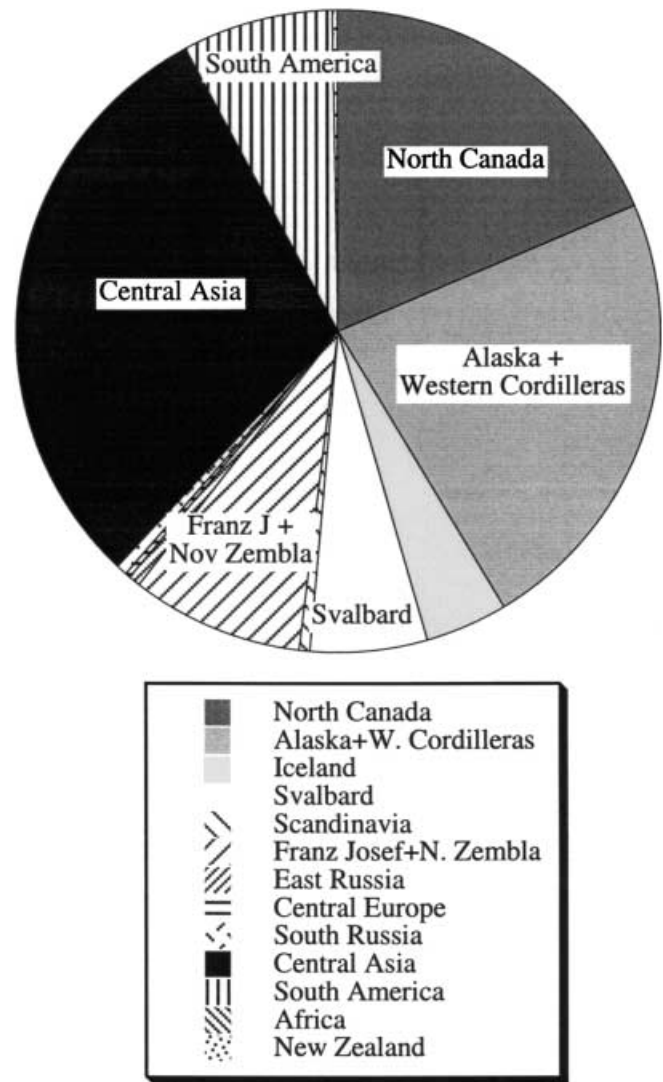 South America
North Canada
Central Asia
Alaska +
Western Cordilleras
Franz J +
Nov Zembla
Svalbard
North Canada
Alaska+W. Cordilleras
Iceland
Svalbard
Scandinavia
Franz Josef+N. Zembla
East Russia
Central Europe
South Russia
Central Asia
South America
Africa
New Zealand